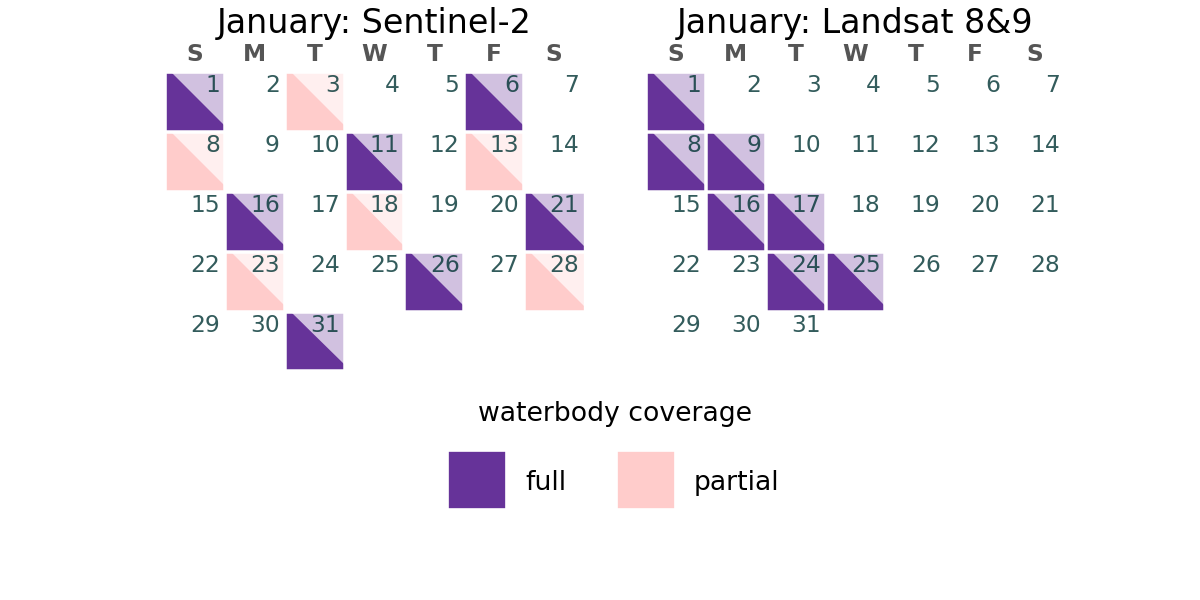 January: Sentinel-2
S M T W T F S
1 2 3 4 5 6 7
8 9 10 11 12 13 14
15 16 17 18 19 20 21
22 23 24 25 26 27 28
29 30 31
January: Landsat 8&9
S M T W T F S
1 2 3 4 5 6 7
8 9 10 11 12 13 14
15 16 17 18 19 20 21
22 23 24 25 26 27 28
29 30 31
waterbody coverage
full
partial